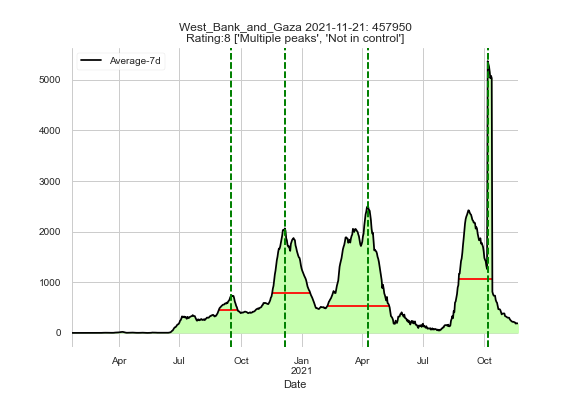 West_Bank_and_Gaza 2021-11-21: 457950
Rating:8 ['Multiple peaks', 'Not in control']
Average-7d
5000
4000
3000
2000
1000
0
Apr Jul Oct Jan Apr Jul Oct
2021
Date